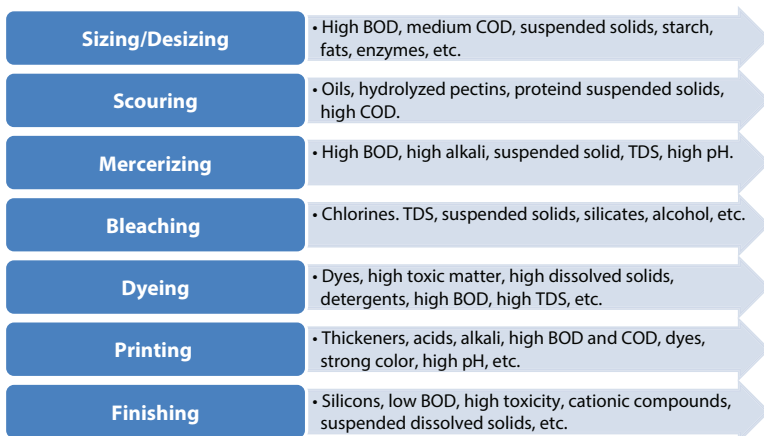 Sizing/Desizing
• High BOD, medium COD, suspended solids, starch,
fats, enzymes, etc.
Scouring
• Oils, hydrolyzed pectins, proteind suspended solids,
high COD.
Mercerizing
• High BOD, high alkali, suspended solid, TDS, high pH.
Bleaching
• Chlorines. TDS, suspended solids, silicates, alcohol, etc.
Dyeing
• Dyes, high toxic matter, high dissolved solids,
detergents, high BOD, high TDS, etc.
Printing
• Thickeners, acids, alkali, high BOD and COD, dyes,
strong color, high pH, etc.
Finishing
• Silicons, low BOD, high toxicity, cationic compounds,
suspended dissolved solids, etc.